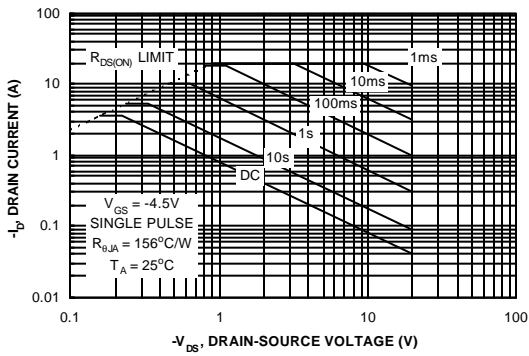 100
10
1
0.1
0.01
0.1
1
10
100
-I_D, DRAIN CURRENT (A)
-V_DS, DRAIN-SOURCE VOLTAGE (V)
R_DS(ON) LIMIT
1ms
10ms
100ms
1s
10s
DC
V_GS = -4.5V
SINGLE PULSE
R_θJA = 156°C/W
T_A = 25°C